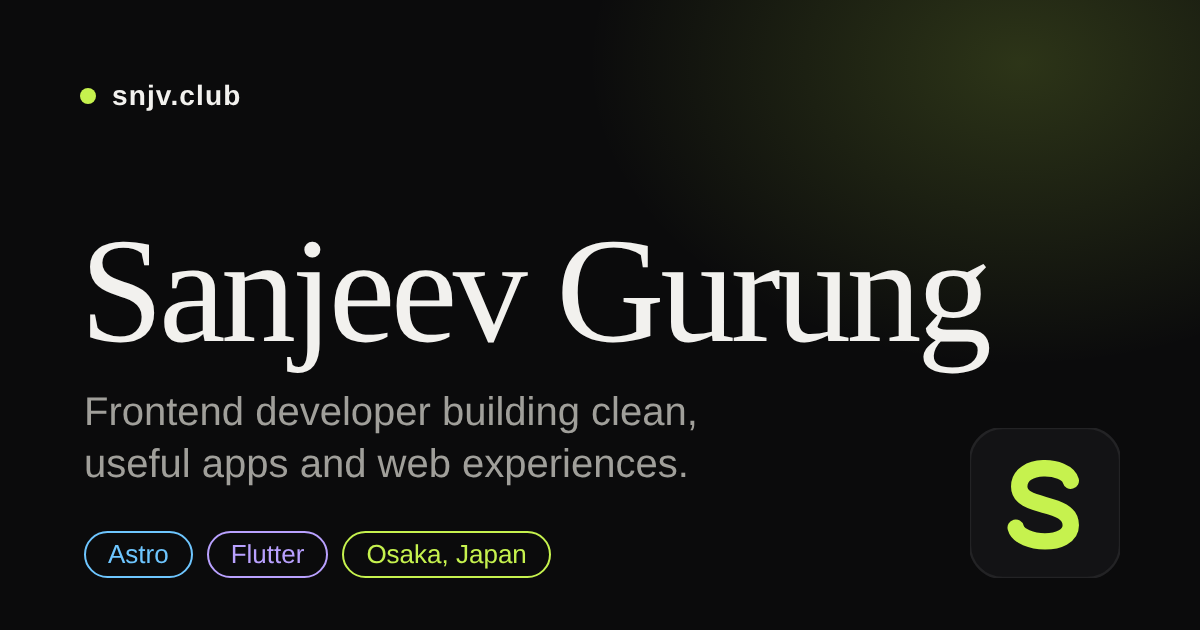 snjv.club
Sanjeev Gurung
Frontend developer building clean,
useful apps and web experiences.
Astro Flutter Osaka, Japan
S